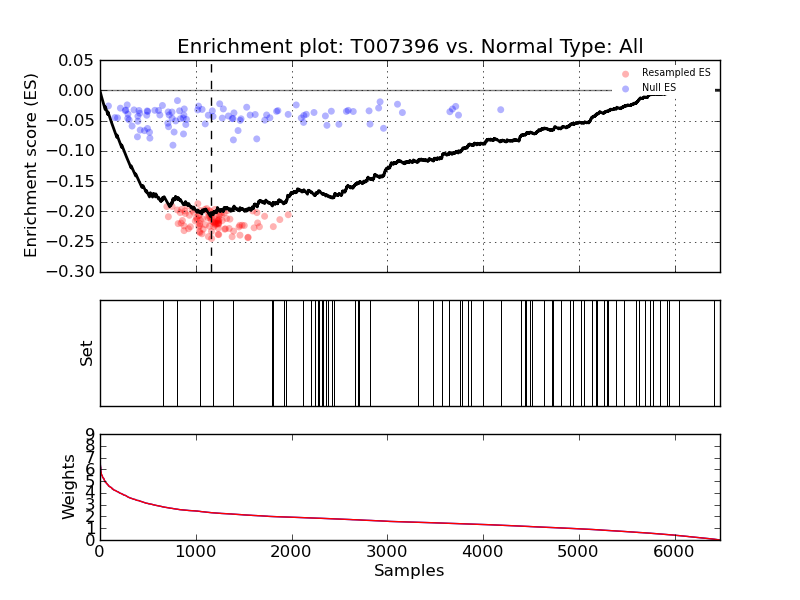 Enrichment plot: T007396 vs. Normal Type: All
Enrichment score (ES)
0.05
0.00
−0.05
−0.10
−0.15
−0.20
−0.25
−0.30
Resampled ES
Null ES
Set
Weights
9
8
7
6
5
4
3
2
1
0
0 1000 2000 3000 4000 5000 6000
Samples